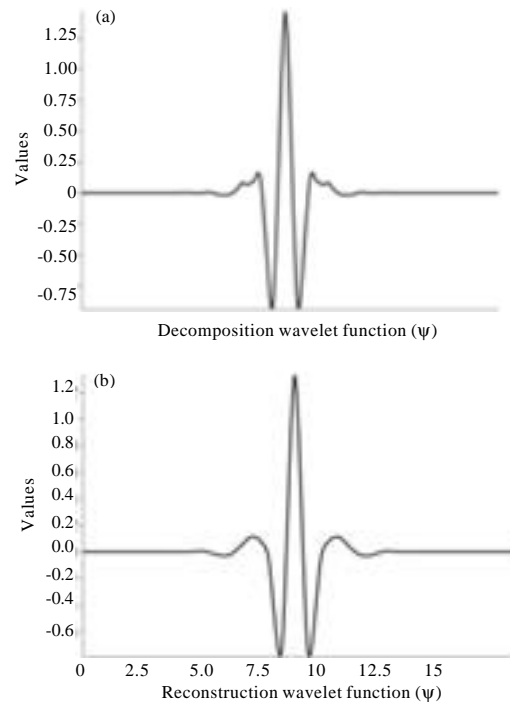 (a)
1.25
1.00
0.75
0.50
0.25
0
-0.25
-0.50
-0.75
Values
Decomposition wavelet function (ψ)
(b)
1.2
1.0
0.8
0.6
0.4
0.2
0.0
-0.2
-0.4
-0.6
Values
0 2.5 5.0 7.5 10 12.5 15
Reconstruction wavelet function (ψ)